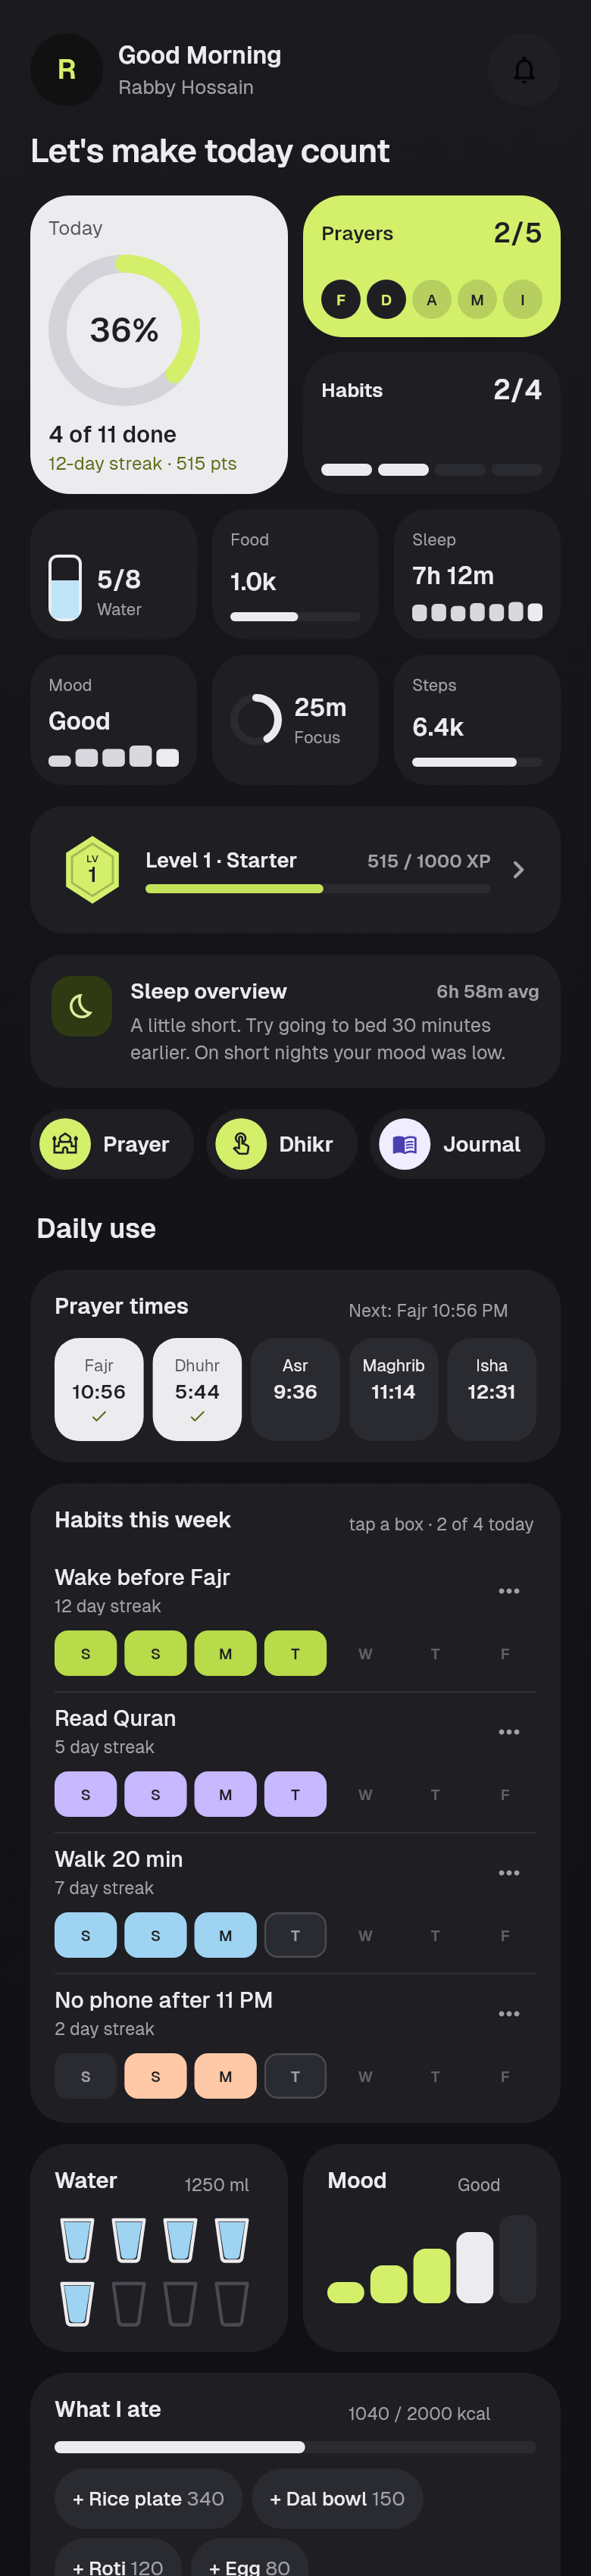 R
Good Morning
Rabby Hossain
Let's make today count
Today
36%
4 of 11 done
12-day streak · 515 pts
Prayers 2/5
F D A M I
Habits 2/4
5/8
Water
Food
1.0k
Sleep
7h 12m
Mood
Good
25m
Focus
Steps
6.4k
LV
1
Level 1 · Starter 515 / 1000 XP
Sleep overview 6h 58m avg
A little short. Try going to bed 30 minutes
earlier. On short nights your mood was low.
Prayer Dhikr Journal
Daily use
Prayer times Next: Fajr 10:56 PM
Fajr Dhuhr Asr Maghrib Isha
10:56 5:44 9:36 11:14 12:31
Habits this week tap a box · 2 of 4 today
Wake before Fajr
12 day streak
S S M T W T F
Read Quran
5 day streak
S S M T W T F
Walk 20 min
7 day streak
S S M T W T F
No phone after 11 PM
2 day streak
S S M T W T F
Water 1250 ml
Mood Good
What I ate 1040 / 2000 kcal
+ Rice plate 340 + Dal bowl 150
+ Roti 120 + Egg 80